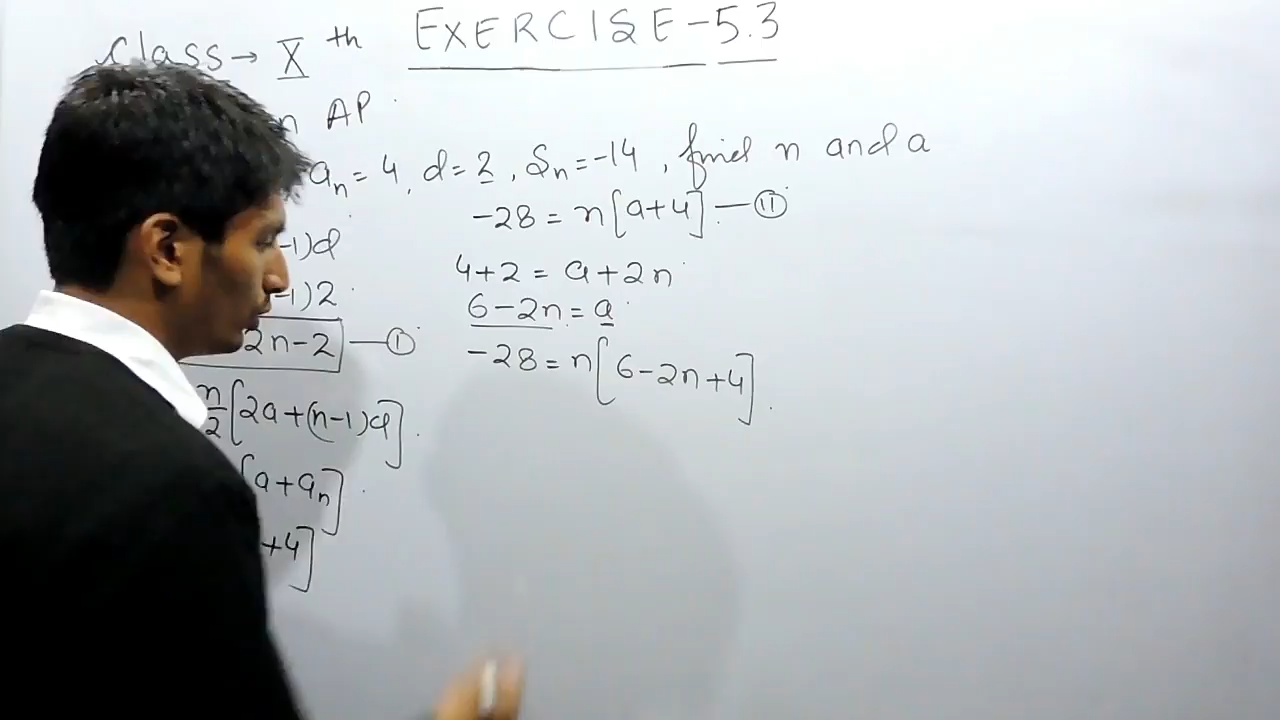 Class → X th EXERCISE-5.3
n AP
aₙ = 4, d = 2, Sₙ = -14, find n and a
-1)d
-1)2
2n-2 — (I)
n/2 [2a+(n-1)d]
[a+aₙ]
+4]
-28 = n[a+4] — (II)
4+2 = a+2n
6-2n = a
-28 = n[6-2n+4]